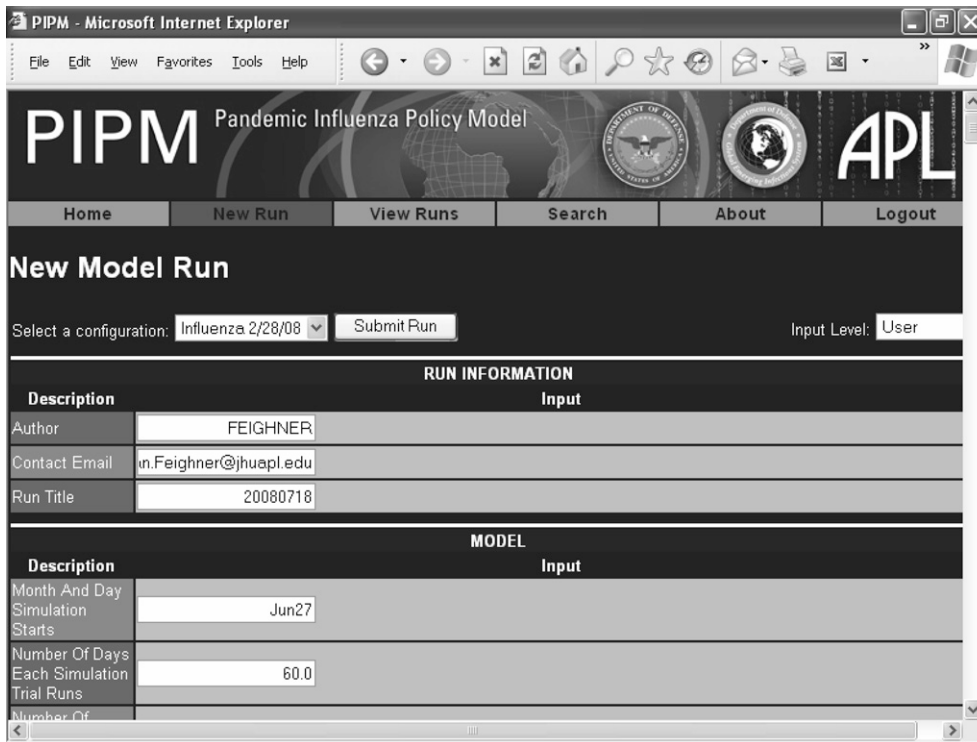 PIPM - Microsoft Internet Explorer
File Edit View Favorites Tools Help
PIPM Pandemic Influenza Policy Model APL
Home New Run View Runs Search About Logout
New Model Run
Select a configuration: Influenza 2/28/08 Submit Run Input Level: User
RUN INFORMATION
Description Input
Author FEIGHNER
Contact Email n.Feighner@jhuapl.edu
Run Title 20080718
MODEL
Description Input
Month And Day
Simulation
Starts
Jun27
Number Of Days
Each Simulation
Trial Runs
60.0
Number Of